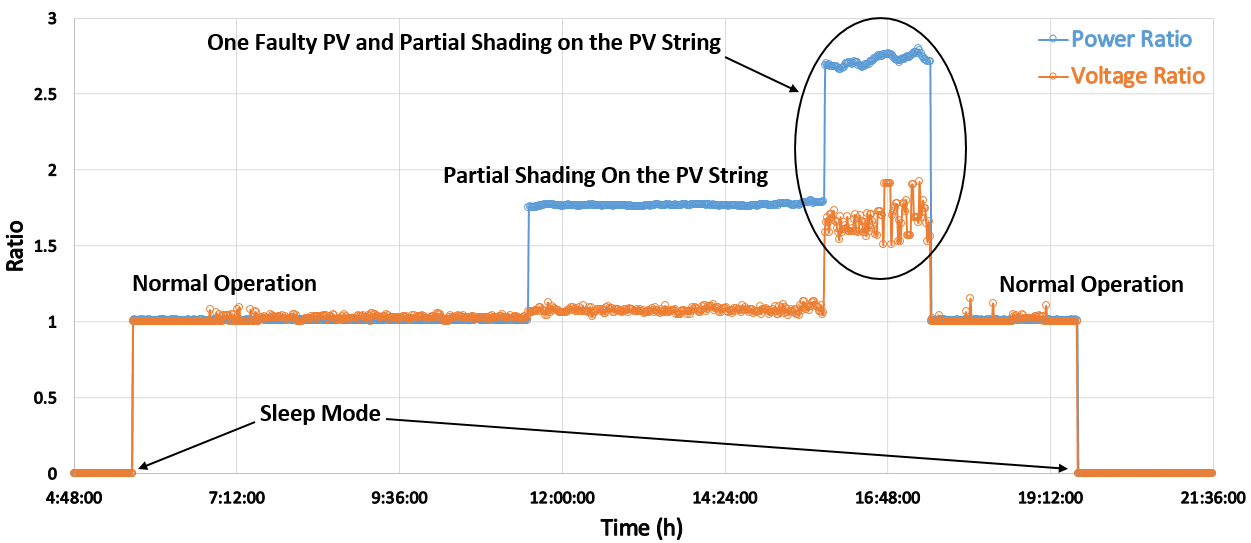 3
One Faulty PV and Partial Shading on the PV String
Power Ratio
Voltage Ratio
2.5
2
Partial Shading On the PV String
1.5
Ratio
Normal Operation
Normal Operation
1
0.5
Sleep Mode
0
4:48:00 7:12:00 9:36:00 12:00:00 14:24:00 16:48:00 19:12:00 21:36:00
Time (h)